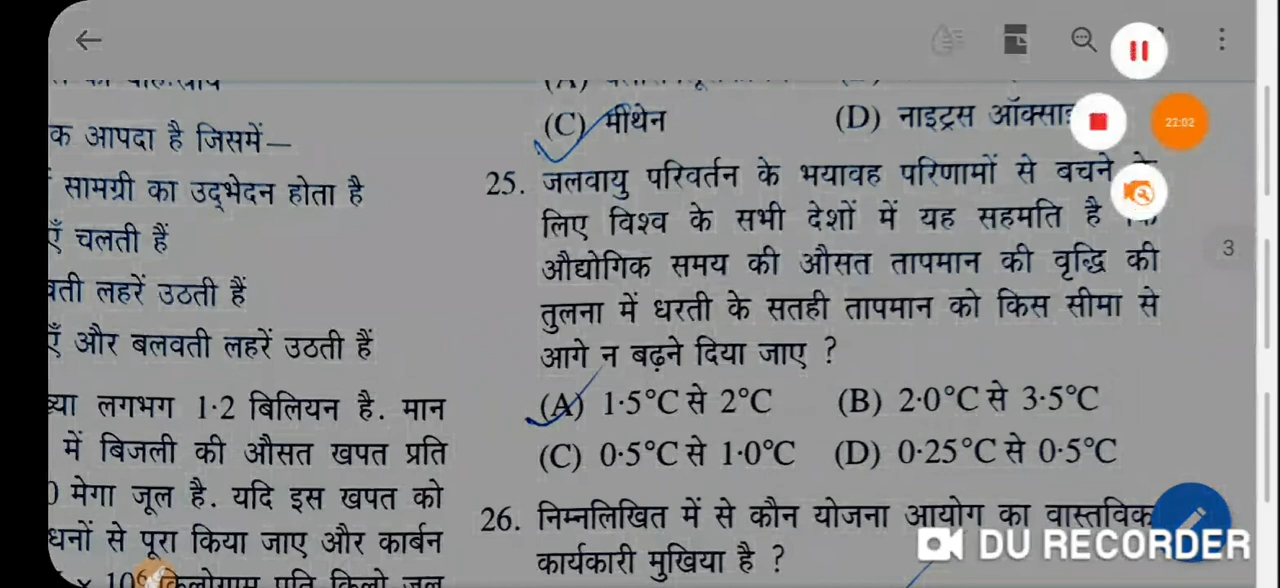 क आपदा है जिसमें—
सामग्री का उद्भेदन होता है
चलती हैं
वती लहरें उठती हैं
और बलवती लहरें उठती हैं
लगभग 1·2 बिलियन है. मान
में बिजली की औसत खपत प्रति
मेगा जूल है. यदि इस खपत को
धनों से पूरा किया जाए और कार्बन
(C) मीथेन (D) नाइट्रस
25. जलवायु परिवर्तन के भयावह परिणामों से बचने के
लिए विश्व के सभी देशों में यह सहमति है कि
औद्योगिक समय की औसत तापमान की वृद्धि की
तुलना में धरती के सतही तापमान को किस सीमा से
आगे न बढ़ने दिया जाए ?
(A) 1·5°C से 2°C (B) 2·0°C से 3·5°C
(C) 0·5°C से 1·0°C (D) 0·25°C से 0·5°C
26. निम्नलिखित में से कौन योजना आयोग का वास्तविक
कार्यकारी मुखिया है ?
22:02
3
DU RECORDER